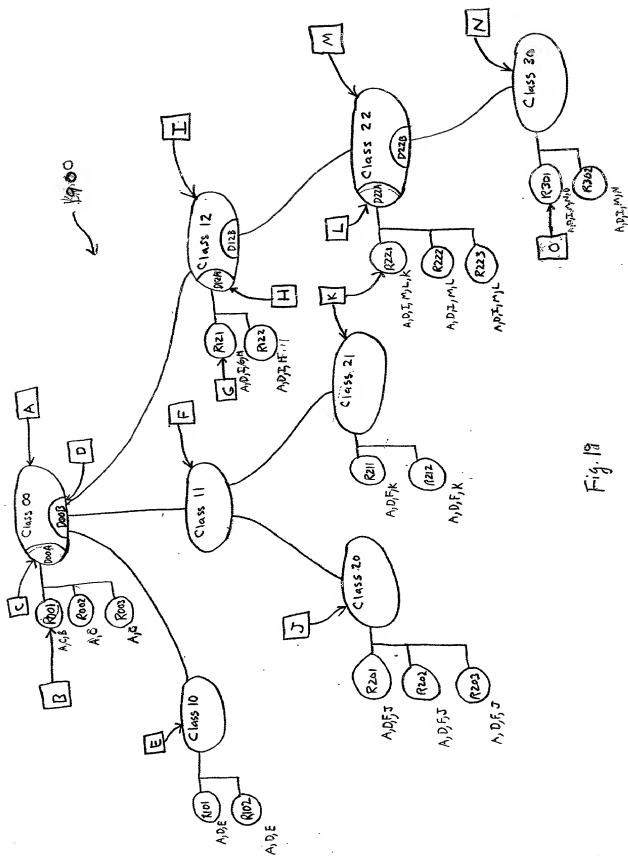 A
C
Class 00
D00A
D00B
D
B
R001
A,C,B
R002
A,B
R003
A,B
E
Class 10
R101
A,D,E
R102
A,D,E
F
Class 11
I
Class 12
D12A
D12B
H
G
R121
R122
J
Class 20
R201
A,D,F,J
R202
A,D,F,J
R203
A,D,F,J
K
Class 21
R211
A,D,F,K
R212
A,D,F,K
M
Class 22
D22A
D22B
L
R221
A,D,I,M,L,K
R222
A,D,I,M,L
R223
A,D,I,M,L
N
Class 30
O
R301
A,D,I,M,N,O
R302
A,D,I,M,N
Fig. 19